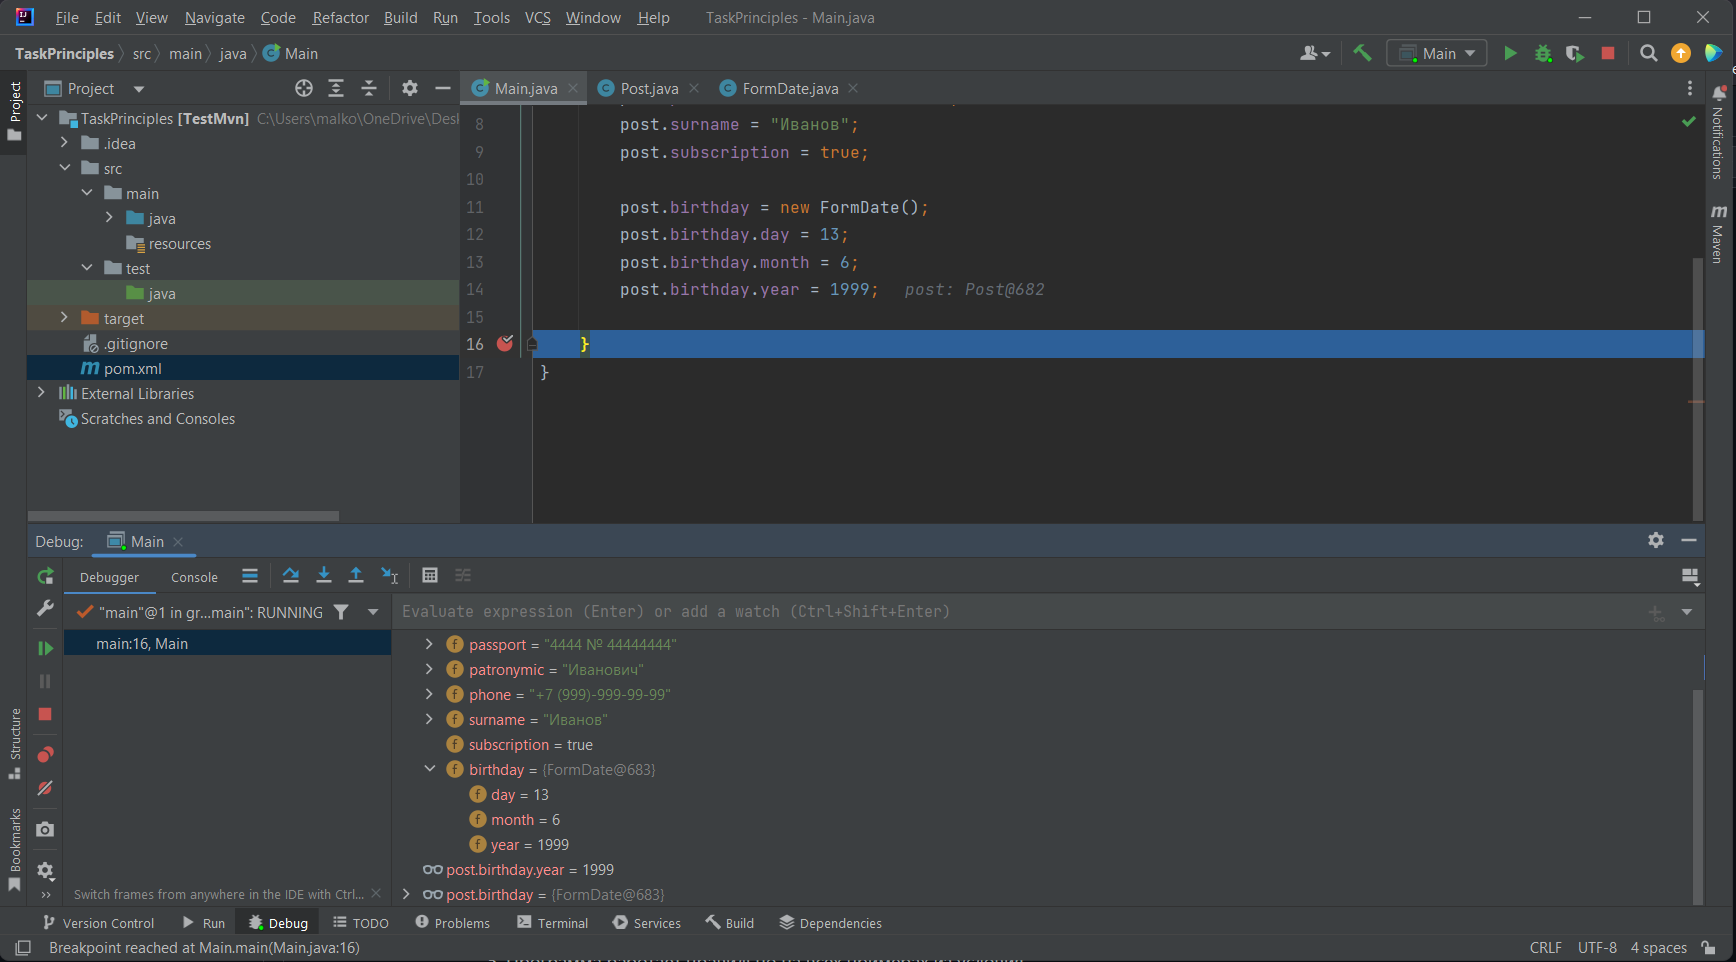 File Edit View Navigate Code Refactor Build Run Tools VCS Window Help TaskPrinciples - Main.java
TaskPrinciples src main java Main
Main
Project
Project
Main.java Post.java FormDate.java
TaskPrinciples [TestMvn] C:\Users\malko\OneDrive\Desk
.idea
src
main
java
resources
test
java
target
.gitignore
pom.xml
External Libraries
Scratches and Consoles
8 post.surname = "Иванов";
9 post.subscription = true;
10
11 post.birthday = new FormDate();
12 post.birthday.day = 13;
13 post.birthday.month = 6;
14 post.birthday.year = 1999; post: Post@682
15
16 }
17 }
Notifications
Maven
Debug: Main
Debugger Console
"main"@1 in gr...main": RUNNING
Evaluate expression (Enter) or add a watch (Ctrl+Shift+Enter)
main:16, Main
passport = "4444 № 44444444"
patronymic = "Иванович"
phone = "+7 (999)-999-99-99"
surname = "Иванов"
subscription = true
birthday = {FormDate@683}
day = 13
month = 6
year = 1999
post.birthday.year = 1999
post.birthday = {FormDate@683}
Structure
Bookmarks
Switch frames from anywhere in the IDE with Ctrl...
Version Control Run Debug TODO Problems Terminal Services Build Dependencies
Breakpoint reached at Main.main(Main.java:16)
CRLF UTF-8 4 spaces